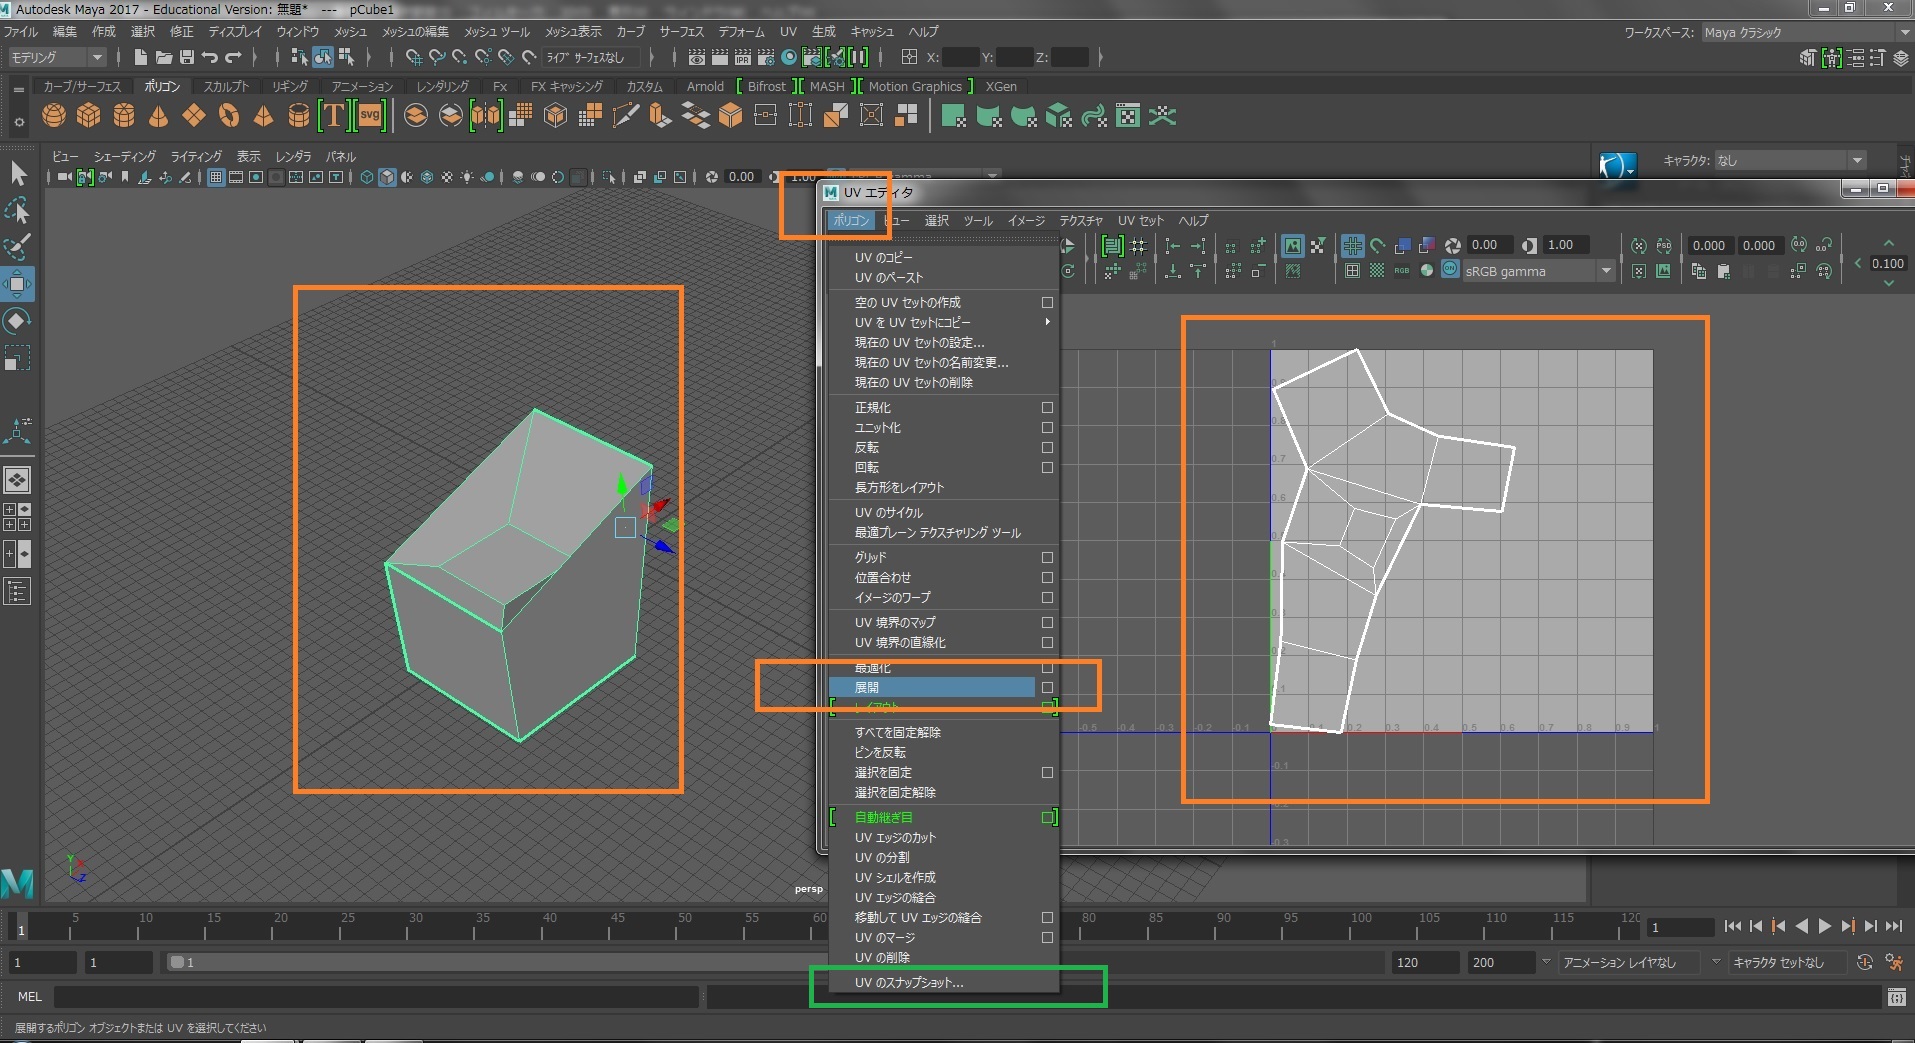 Autodesk Maya 2017 - Educational Version: 無題*   ---   pCube1
ファイル 編集 作成 選択 修正 ディスプレイ ウィンドウ メッシュ メッシュの編集 メッシュ ツール メッシュ表示 カーブ サーフェス デフォーム UV 生成 キャッシュ ヘルプ
ワークスペース: Maya クラシック
モデリング
ライブ サーフェスなし
X: Y: Z:
カーブ/サーフェス ポリゴン スカルプト リギング アニメーション レンダリング Fx FX キャッシング カスタム Arnold Bifrost MASH Motion Graphics XGen
ビュー シェーディング ライティング 表示 レンダラ パネル
キャラクタ: なし
0.00 1.00
UV エディタ
ポリゴン ビュー 選択 ツール イメージ テクスチャ UV セット ヘルプ
0.00 1.00
0.000 0.000
sRGB gamma
0.100
UV のコピー
UV のペースト
空の UV セットの作成
UV を UV セットにコピー
現在の UV セットの設定...
現在の UV セットの名前変更...
現在の UV セットの削除
正規化
ユニット化
反転
回転
長方形をレイアウト
UV のサイクル
最適プレーン テクスチャリング ツール
グリッド
位置合わせ
イメージのワープ
UV 境界のマップ
UV 境界の直線化
最適化
展開
レイアウト
すべてを固定解除
ピンを反転
選択を固定
選択を固定解除
自動継ぎ目
UV エッジのカット
UV の分割
UV シェルを作成
UV エッジの縫合
移動して UV エッジの縫合
UV のマージ
UV の削除
UV のスナップショット...
persp
1 5 10 15 20 25 30 35 40 45 50 55 60 80 85 90 95 100 105 110 115 120 1
1 1 1 120 200 アニメーション レイヤなし キャラクタ セットなし
MEL
展開するポリゴン オブジェクトまたは UV を選択してください